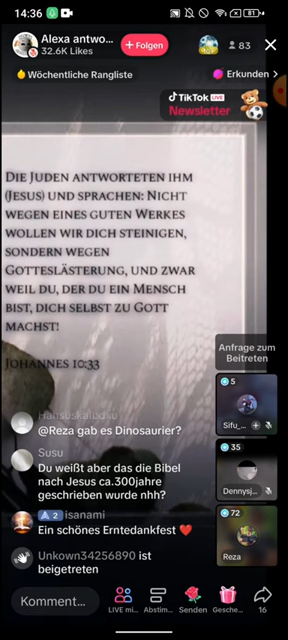 14:36
81
Alexa antwo...
32.6K Likes
+ Folgen
83
Wöchentliche Rangliste
Erkunden >
TikTok LIVE
Newsletter
Die Juden antworteten ihm
(Jesus) und sprachen: Nicht
wegen eines guten Werkes
wollen wir dich steinigen,
sondern wegen
Gotteslästerung, und zwar
weil du, der du ein Mensch
bist, dich selbst zu Gott
machst!
Johannes 10:33
Anfrage zum
Beitreten
5
Sifu_...
@Reza gab es Dinosaurier?
35
Dennysj...
Susu
Du weißt aber das die Bibel
nach Jesus ca.300jahre
geschrieben wurde nhh?
72
Reza
A 2 isanami
Ein schönes Erntedankfest ❤️
Unkown34256890 ist
beigetreten
Komment...
LIVE mi...
Abstim...
Senden
Gesche...
16